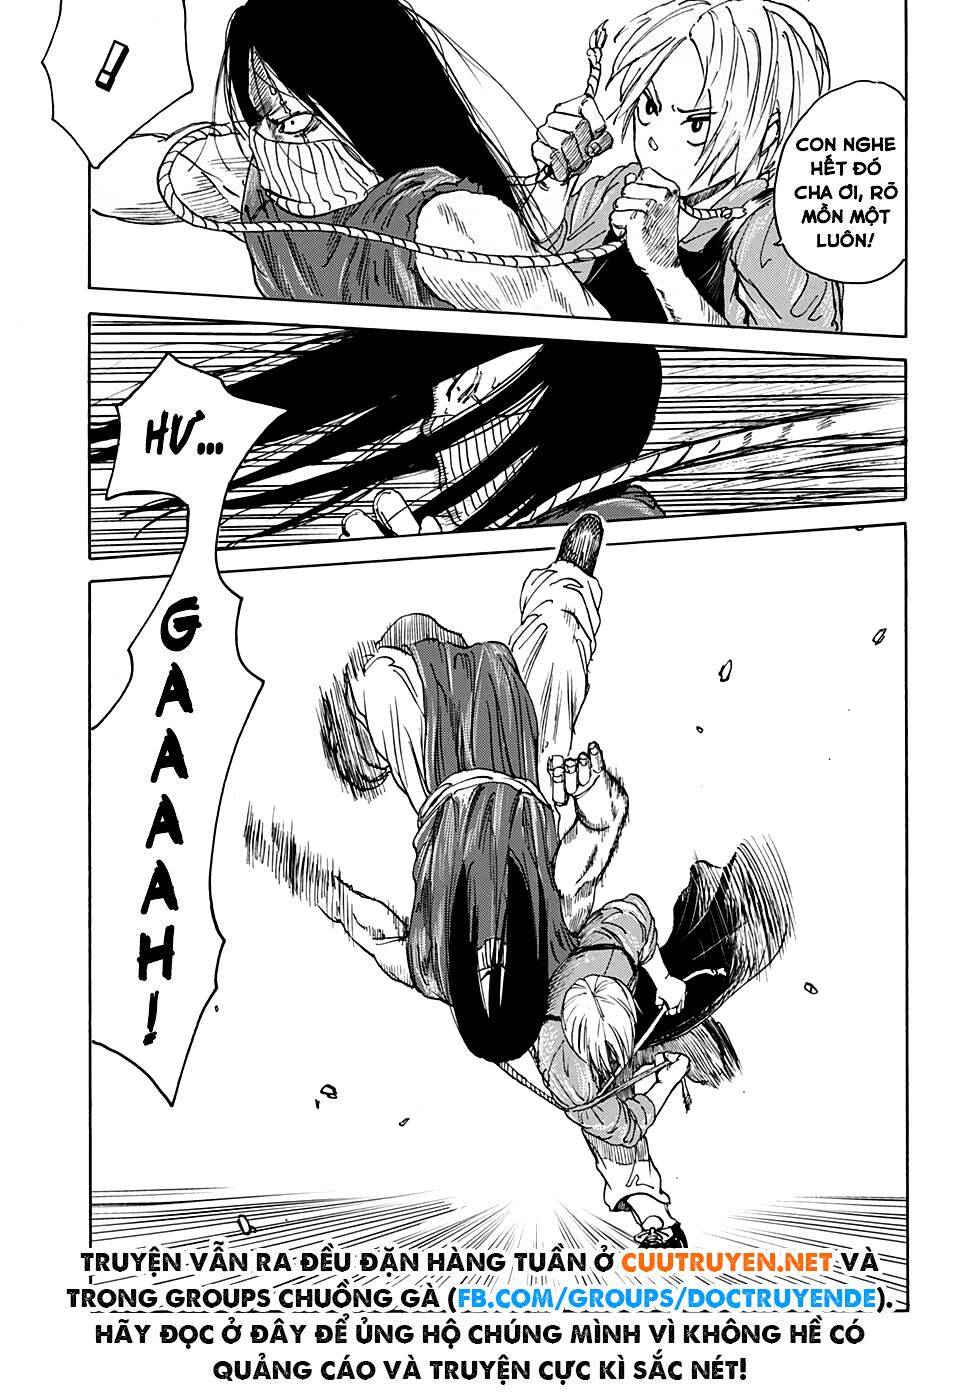 !
CON NGHE
HẾT ĐÓ
CHA ƠI, RÕ
MỒN MỘT
LUÔN!
HƯ...
GAAAAH!
TRUYỆN VẪN RA ĐỀU ĐẶN HÀNG TUẦN Ở CUUTRUYEN.NET VÀ
TRONG GROUPS CHUỒNG GÀ (FB.COM/GROUPS/DOCTRUYENDE).
HÃY ĐỌC Ở ĐÂY ĐỂ ỦNG HỘ CHÚNG MÌNH VÌ KHÔNG HỀ CÓ
QUẢNG CÁO VÀ TRUYỆN CỰC KÌ SẮC NÉT!